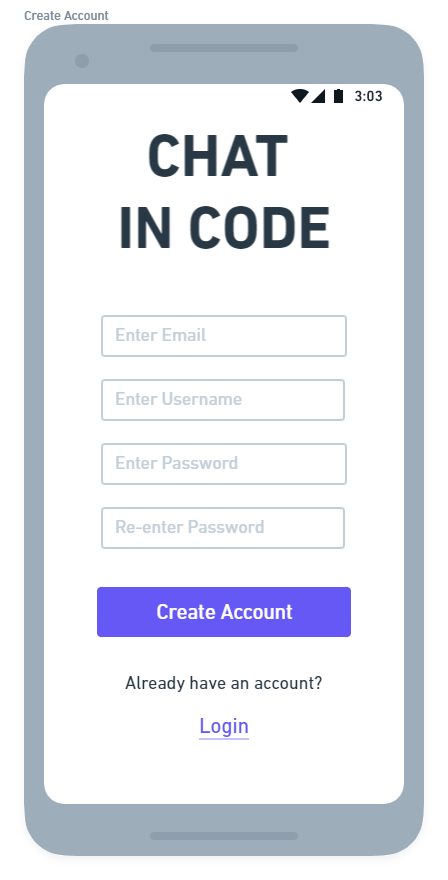 Create Account
3:03
CHAT
IN CODE
Enter Email
Enter Username
Enter Password
Re-enter Password
Create Account
Already have an account?
Login